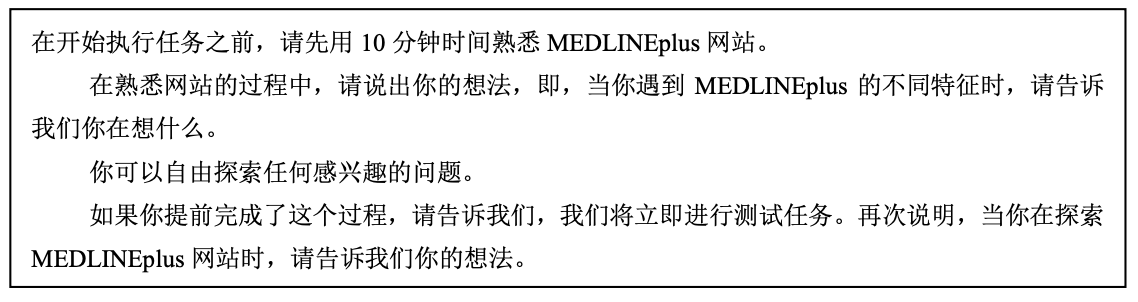 在开始执行任务之前，请先用 10 分钟时间熟悉 MEDLINEplus 网站。
在熟悉网站的过程中，请说出你的想法，即，当你遇到 MEDLINEplus 的不同特征时，请告诉
我们你在想什么。
你可以自由探索任何感兴趣的问题。
如果你提前完成了这个过程，请告诉我们，我们将立即进行测试任务。再次说明，当你在探索
MEDLINEplus 网站时，请告诉我们你的想法。